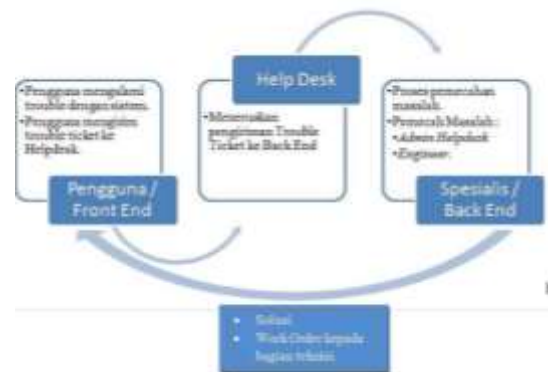 Help Desk
•Pengguna mengalami
trouble dengan sistem.
•Pengguna mengirim
trouble ticket ke
Helpdesk
Pengguna /
Front End
•Meneruskan
pengiriman Trouble
Ticket ke Back End
•Proses pemecahan
masalah.
•Pemecah Masalah :
•Admin Helpdesk
•Engineer.
Spesialis /
Back End
• Solusi
• Work Order kepada
bagian teknisi